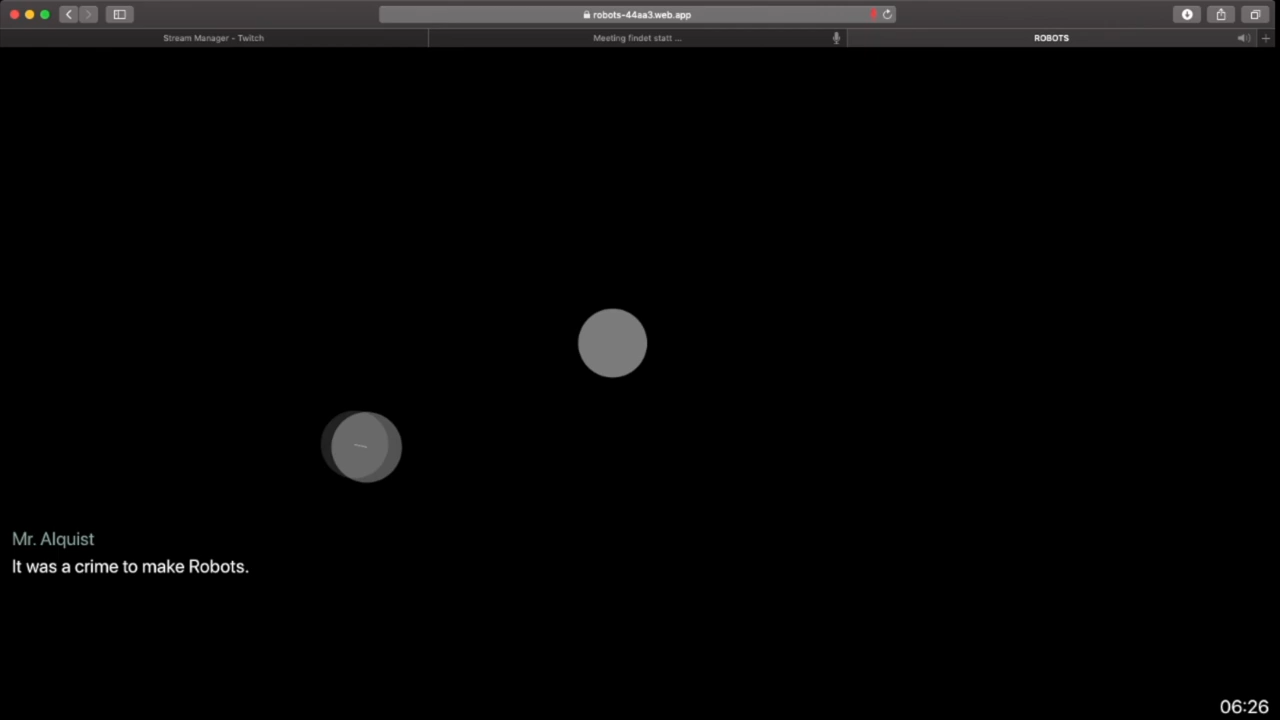 robots-44aa3.web.app
Stream Manager - Twitch
Meeting findet statt ...
ROBOTS
Mr. Alquist
It was a crime to make Robots.
06:26